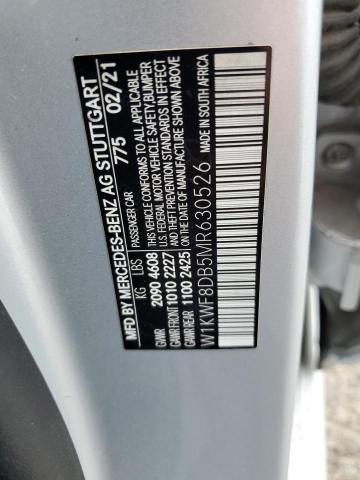 MFD BY MERCEDES-BENZ AG STUTTGART
775 02/21
PASSENGER CAR THIS VEHICLE CONFORMS TO ALL APPLICABLE
KG LBS U.S. FEDERAL MOTOR VEHICLE SAFETY, BUMPER
GVWR 2090 4608 AND THEFT PREVENTION STANDARDS IN
GAWR FRONT 1010 2227 EFFECT ON THE DATE OF
GAWR REAR 1100 2425 MANUFACTURE SHOWN ABOVE
W1KWF8DB5MR630526
MADE IN SOUTH AFRICA